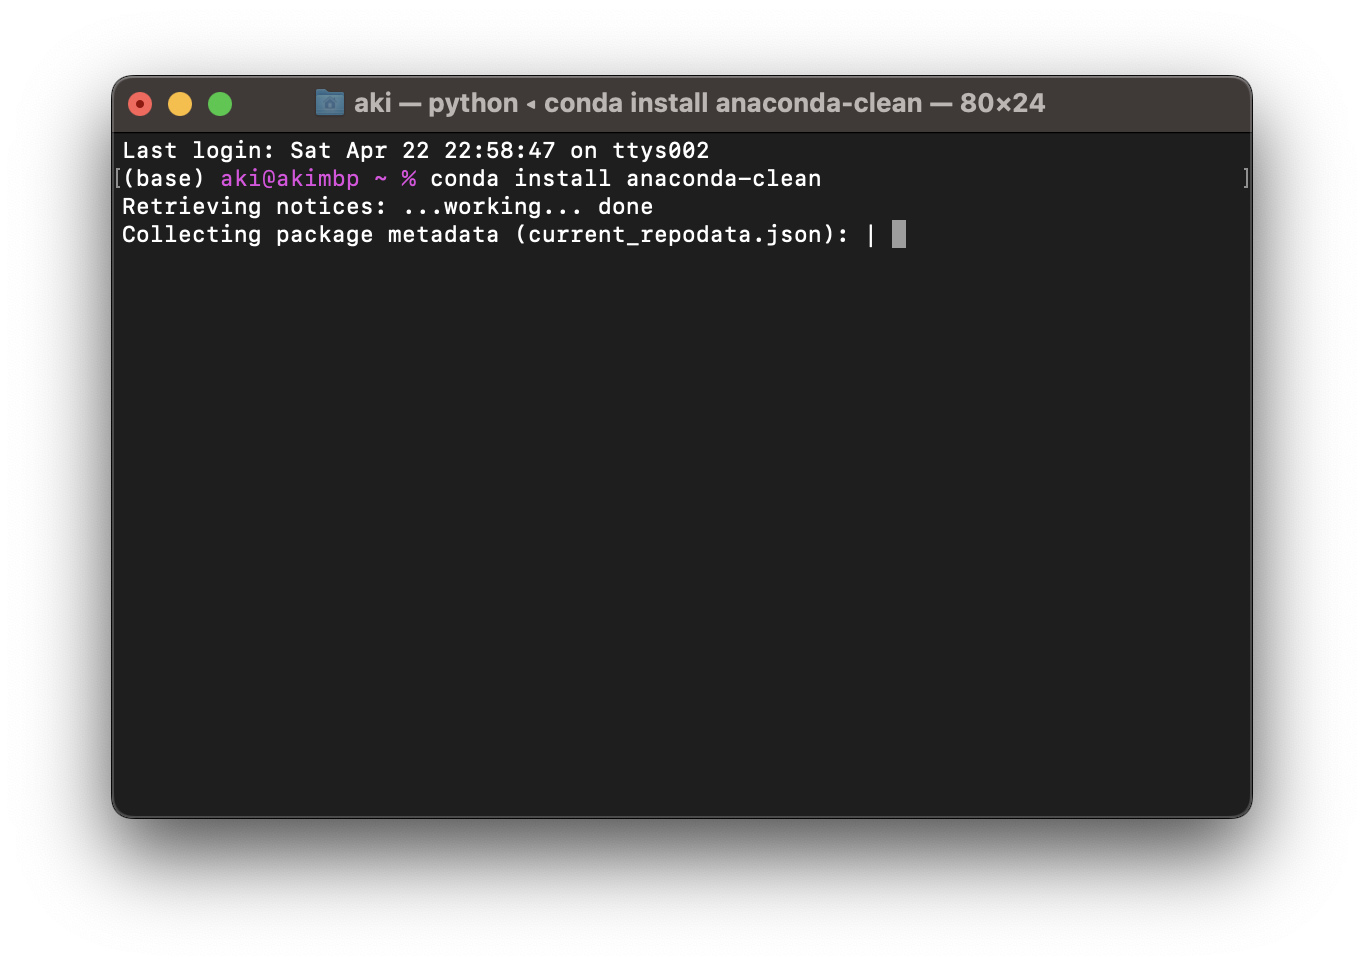 aki — python ◂ conda install anaconda-clean — 80×24
Last login: Sat Apr 22 22:58:47 on ttys002
[(base) aki@akimbp ~ % conda install anaconda-clean ]
Retrieving notices: ...working... done
Collecting package metadata (current_repodata.json): |